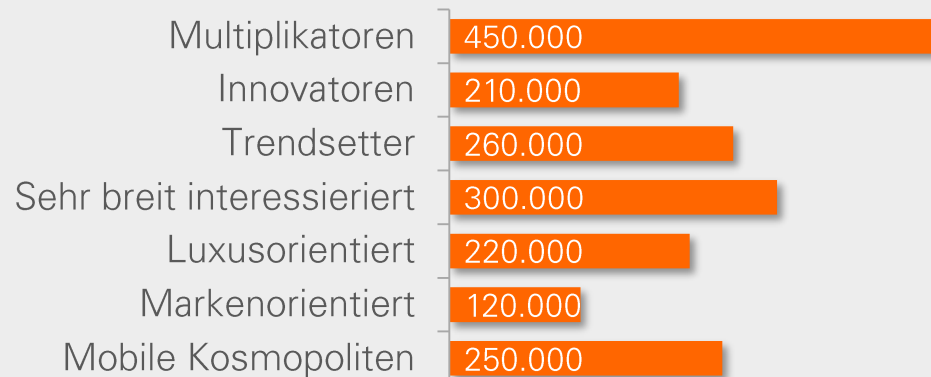 Multiplikatoren 450.000
Innovatoren 210.000
Trendsetter 260.000
Sehr breit interessieriert 300.000
Luxusorientiert 220.000
Markenorientiert 120.000
Mobile Kosmopoliten 250.000